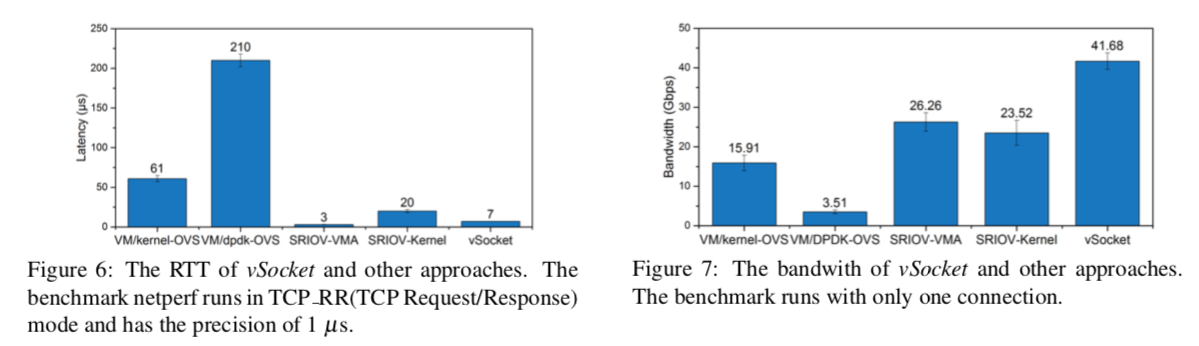 250
200
150
100
50
0
Latency (μs)
61
210
3
20
7
VM/kernel-OVS VM/dpdk-OVS SRIOV-VMA SRIOV-Kernel vSocket
Figure 6: The RTT of vSocket and other approaches. The
benchmark netperf runs in TCP_RR(TCP Request/Response)
mode and has the precision of 1 μs.
50
40
30
20
10
0
Bandwidth (Gbps)
15.91
3.51
26.26
23.52
41.68
VM/kernel-OVS VM/DPDK-OVS SRIOV-VMA SRIOV-Kernel vSocket
Figure 7: The bandwith of vSocket and other approaches.
The benchmark runs with only one connection.